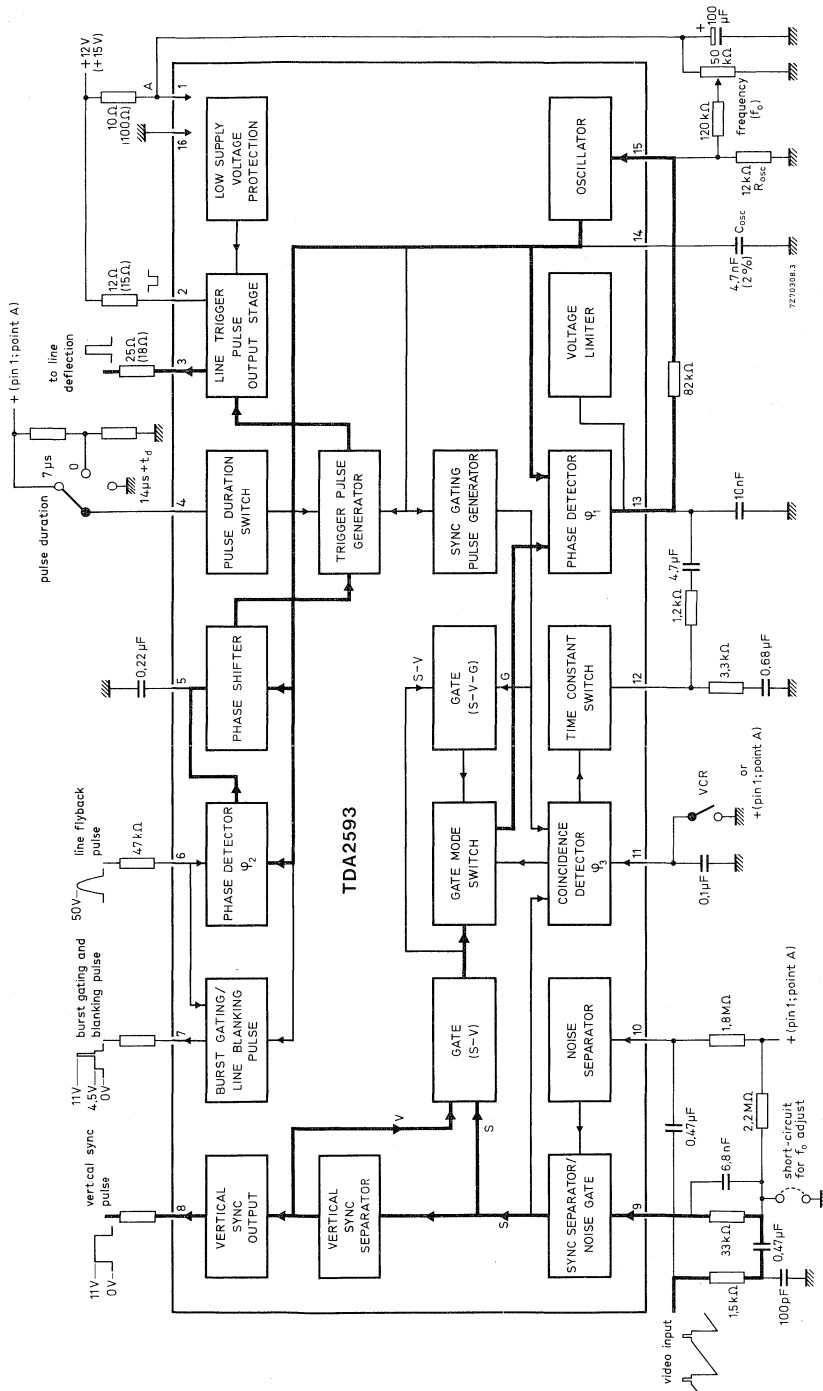 +12V
(+15V)
10Ω
(100Ω)
A
1
16
LOW SUPPLY
VOLTAGE
PROTECTION
12Ω
(15Ω)
2
LINE TRIGGER
PULSE
OUTPUT STAGE
to line
deflection
25Ω
(18Ω)
3
+ (pin 1; point A)
pulse duration
7µs
0
14µs + td
4
PULSE DURATION
SWITCH
TRIGGER PULSE
GENERATOR
SYNC GATING
PULSE GENERATOR
0,22µF
5
PHASE SHIFTER
line flyback
pulse
50V
47kΩ
6
PHASE DETECTOR
φ2
burst gating and
blanking pulse
11V
4,5V
0V
7
BURST GATING/
LINE BLANKING
PULSE
vertical sync
pulse
11V
0V
8
VERTICAL
SYNC
OUTPUT
VERTICAL
SYNC
SEPARATOR
V
S
S
SYNC SEPARATOR/
NOISE GATE
GATE
(S-V)
NOISE
SEPARATOR
TDA2593
GATE MODE
SWITCH
S-V
GATE
(S-V-G)
G
COINCIDENCE
DETECTOR
φ3
TIME CONSTANT
SWITCH
PHASE DETECTOR
φ1
VOLTAGE
LIMITER
OSCILLATOR
9
10
11
12
13
14
15
video input
1,5kΩ
100pF
0,47µF
33kΩ
6,8nF
short-circuit
for fo adjust
2,2MΩ
0,47µF
1,8MΩ
+ (pin 1; point A)
0,1µF
VCR
or
+(pin 1; point A)
3,3kΩ
0,68µF
1,2kΩ
4,7µF
10nF
82kΩ
4,7nF
(2%)
Cosc
12kΩ
Rosc
120kΩ
frequency
(fo)
50
kΩ
+
100
µF
7Z70308.3